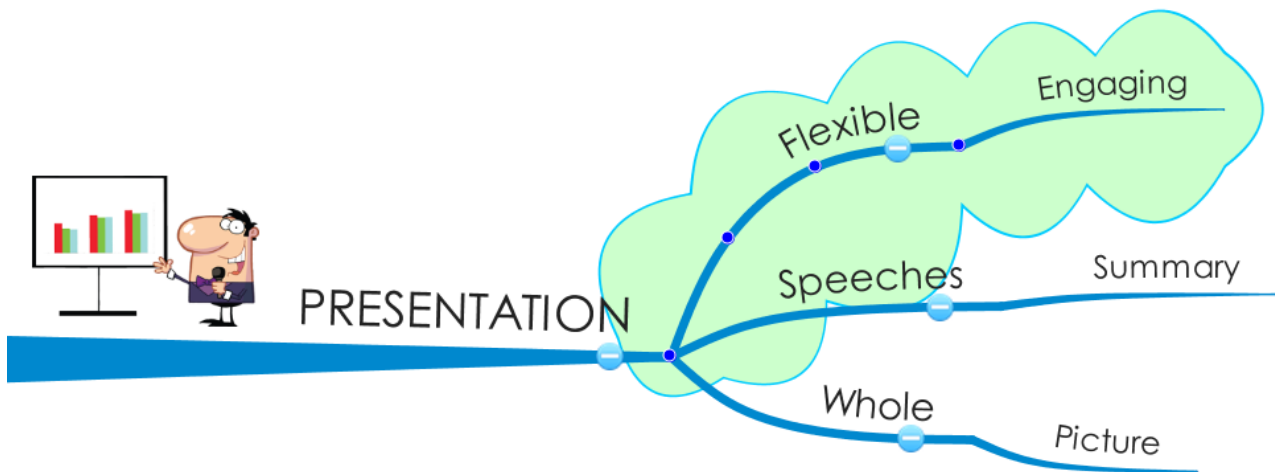 PRESENTATION
Flexible
Engaging
Speeches
Summary
Whole
Picture